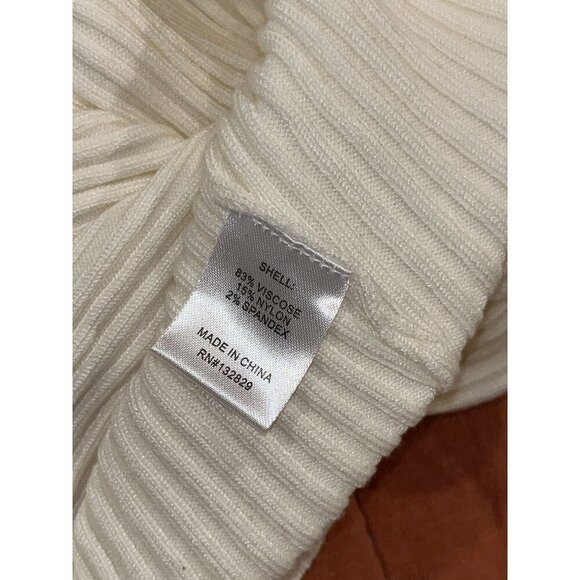 SHELL:
83% VISCOSE
15% NYLON
2% SPANDEX
MADE IN CHINA
RN#132829